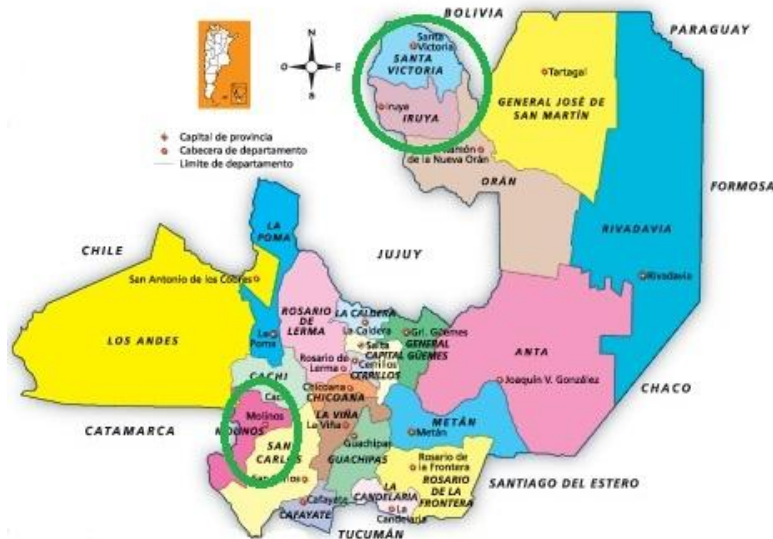 BOLIVIA
PARAGUAY
N
E
S
Santa
Victoria
SANTA
VICTORIA
Tartagal
GENERAL JOSÉ DE
SAN MARTÍN
Iruya
IRUYA
Capital de provincia
Cabecera de departamento
Límite de departamento
Ramón
de la Nueva Orán
ORÁN
FORMOSA
LA
POMA
RIVADAVIA
CHILE
JUJUY
San Antonio de los Cobres
Rivadavia
ROSARIO
DE
LERMA
LA CALDERA
La Caldera
Grl. Güemes
LOS ANDES
La
Poma
Salta
CAPITAL
GENERAL
GÜEMES
ANTA
Rosario de
Lerma
Cerrillos
CERRILLOS
CACHI
Chicoana
CHICOANA
Joaquín V. González
CHACO
Molinos
MOLINOS
LA VIÑA
La Viña
METÁN
Metán
CATAMARCA
SAN
CARLOS
Guachipas
GUACHIPAS
Rosario de
la Frontera
ROSARIO
DE LA
FRONTERA
SANTIAGO DEL ESTERO
LA
CANDELARIA
Cafayate
CAFAYATE
La
Candelaria
TUCUMÁN